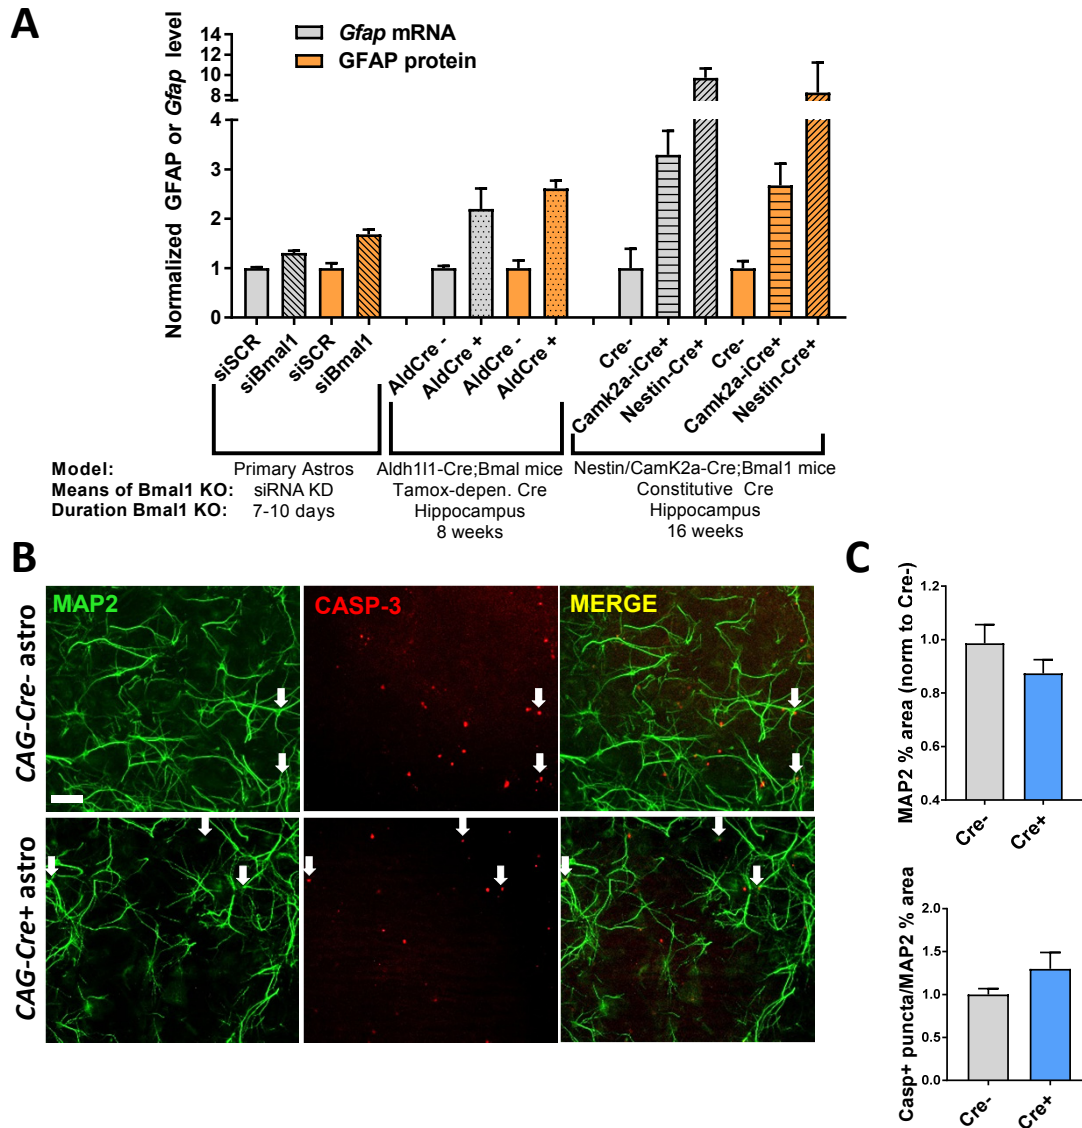 A
Normalized GFAP or Gfap level
Gfap mRNA
GFAP protein
14
12
10
8
4
3
2
1
0
siSCR
siBmal1
siSCR
siBmal1
AldCre -
AldCre +
AldCre -
AldCre +
Cre-
Camk2a-iCre+
Nestin-Cre+
Cre-
Camk2a-iCre+
Nestin-Cre+
Model: Primary Astros Aldh1l1-Cre;Bmal mice Nestin/CamK2a-Cre;Bmal1 mice
Means of Bmal1 KO: siRNA KD Tamox-depen. Cre Constitutive Cre
Duration Bmal1 KO: 7-10 days Hippocampus Hippocampus
8 weeks 16 weeks
B
CAG-Cre- astro
MAP2
CASP-3
MERGE
CAG-Cre+ astro
C
MAP2 % area (norm to Cre-)
1.2
1.0
0.8
0.6
0.4
Cre-
Cre+
Casp+ puncta/MAP2 % area
2.0
1.5
1.0
0.5
0.0
Cre-
Cre+